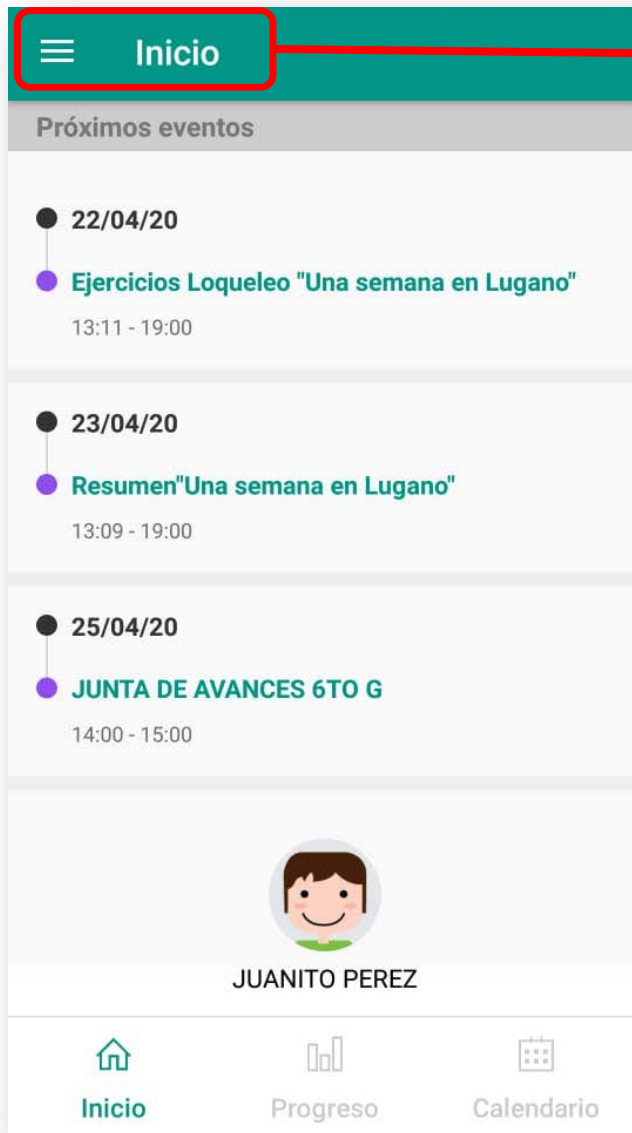 Inicio
Próximos eventos
22/04/20
Ejercicios Loqueleo "Una semana en Lugano"
13:11 - 19:00
23/04/20
Resumen"Una semana en Lugano"
13:09 - 19:00
25/04/20
JUNTA DE AVANCES 6TO G
14:00 - 15:00
JUANITO PEREZ
Inicio Progreso Calendario